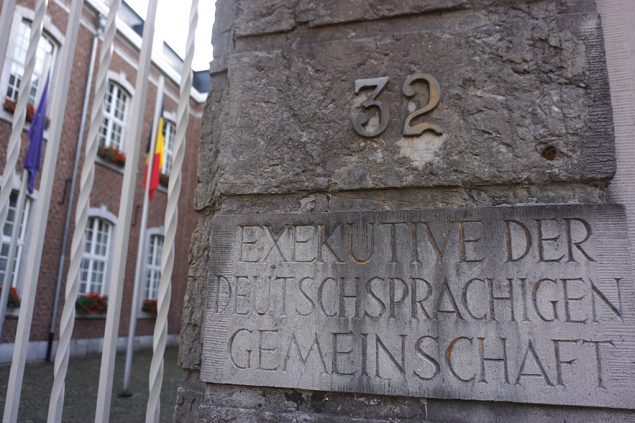 32
EXEKUTIVE DER
DEUTSCHSPRACHIGEN
GEMEINSCHAFT